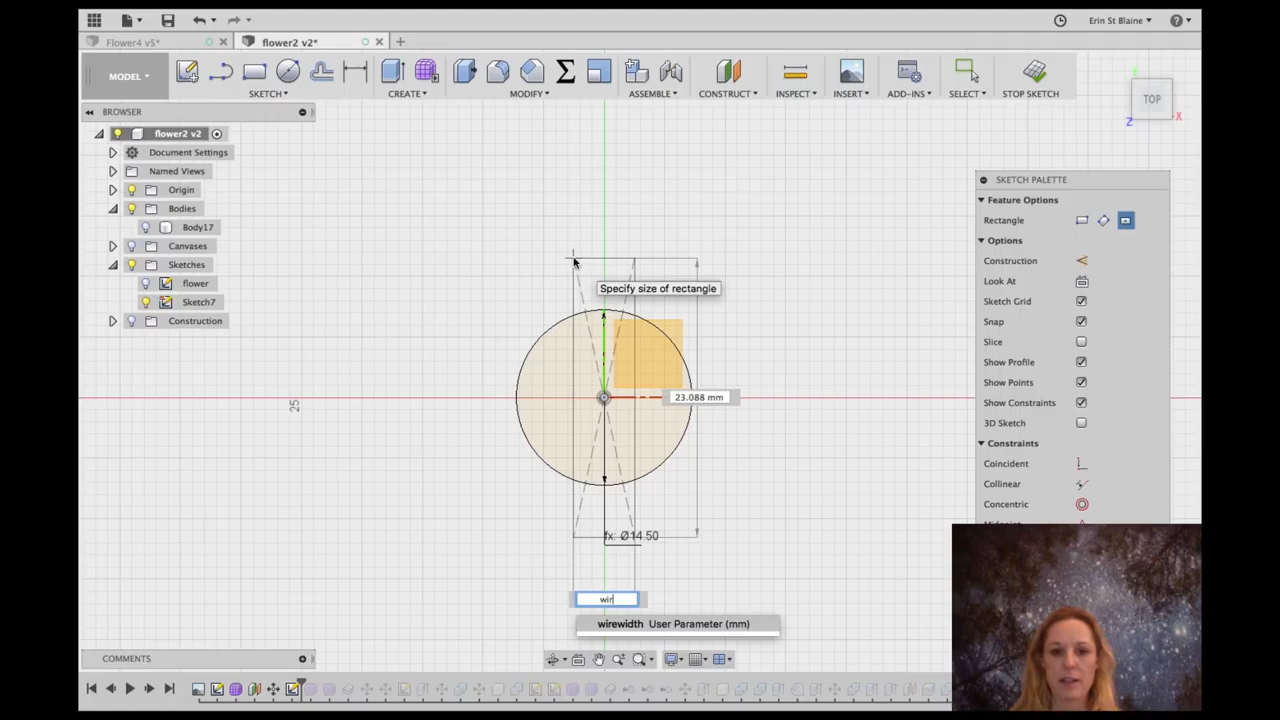 Erin St Blaine
Flower4 v5*
flower2 v2*
MODEL
SKETCH
CREATE
MODIFY
ASSEMBLE
CONSTRUCT
INSPECT
INSERT
ADD-INS
SELECT
STOP SKETCH
BROWSER
TOP
Y
X
Z
flower2 v2
Document Settings
Named Views
Origin
Bodies
Body17
Canvases
Sketches
flower
Sketch7
Construction
SKETCH PALETTE
Feature Options
Rectangle
Options
Construction
Look At
Sketch Grid
Snap
Slice
Show Profile
Show Points
Show Constraints
3D Sketch
Constraints
Coincident
Collinear
Concentric
Specify size of rectangle
25
23.088 mm
fx: Ø14.50
wir
wirewidth User Parameter (mm)
COMMENTS